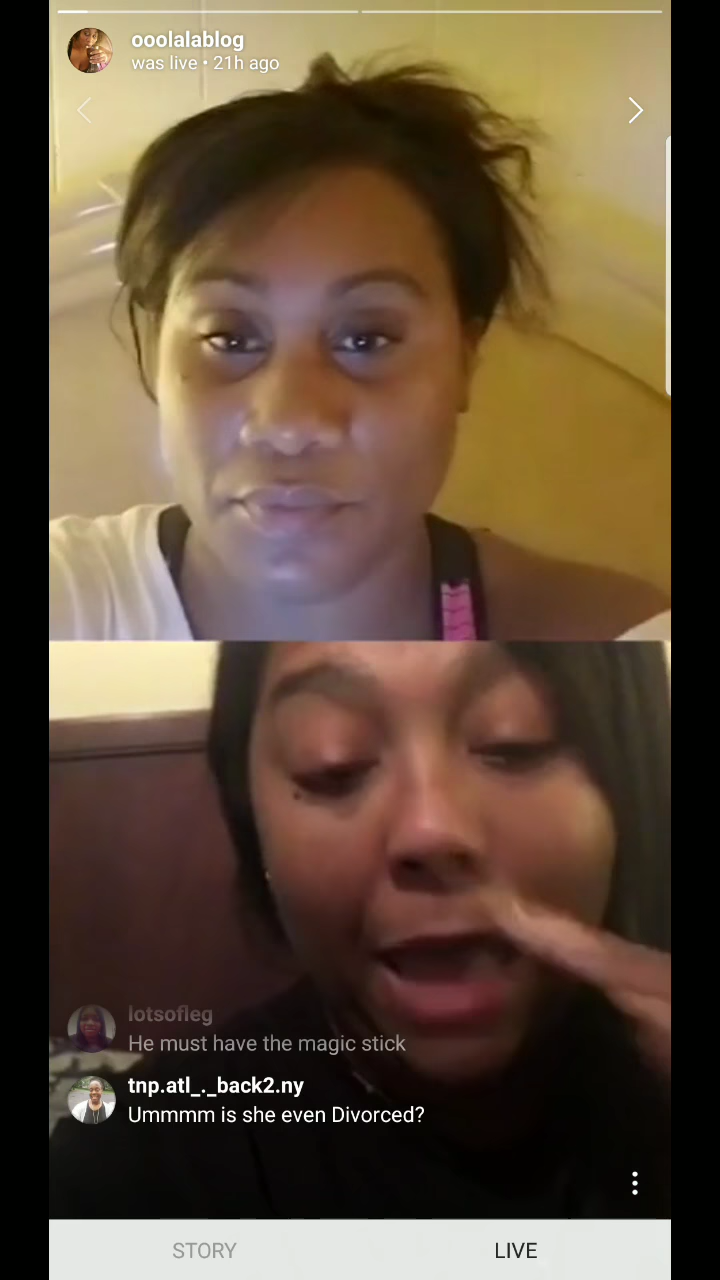 ooolalablog
was live • 21h ago
lotsofleg
He must have the magic stick
tnp.atl_._back2.ny
Ummmm is she even Divorced?
STORY
LIVE